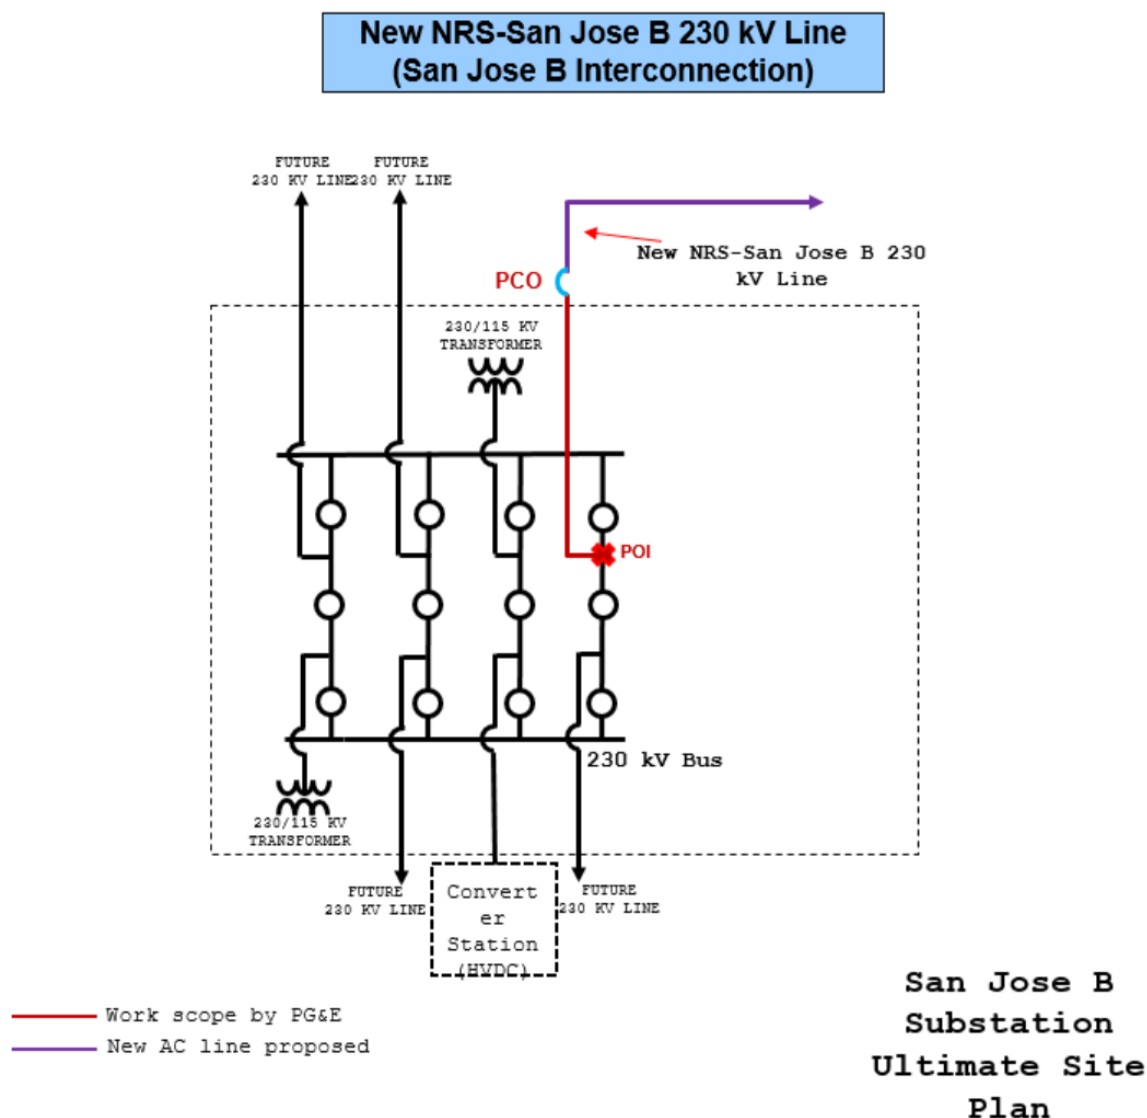 New NRS-San Jose B 230 kV Line
(San Jose B Interconnection)
FUTURE
230 KV LINE
FUTURE
230 KV LINE
New NRS-San Jose B 230
kV Line
PCO
230/115 KV
TRANSFORMER
POI
230 kV Bus
230/115 KV
TRANSFORMER
FUTURE
230 KV LINE
Convert
er
Station
(HVDC)
FUTURE
230 KV LINE
Work scope by PG&E
New AC line proposed
San Jose B
Substation
Ultimate Site
Plan